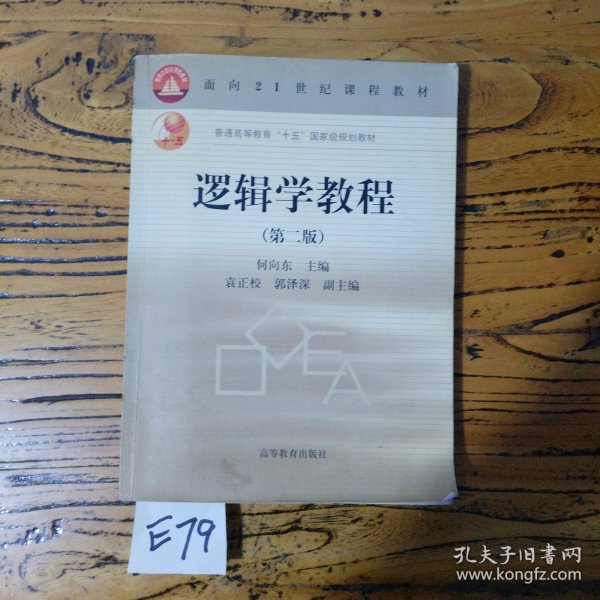 面向21世纪课程教材
普通高等教育“十五”国家级规划教材
十·五
逻辑学教程
(第二版)
何向东 主编
袁正校 郭泽深 副主编
高等教育出版社
E79
孔夫子旧书网
www.kongfz.com